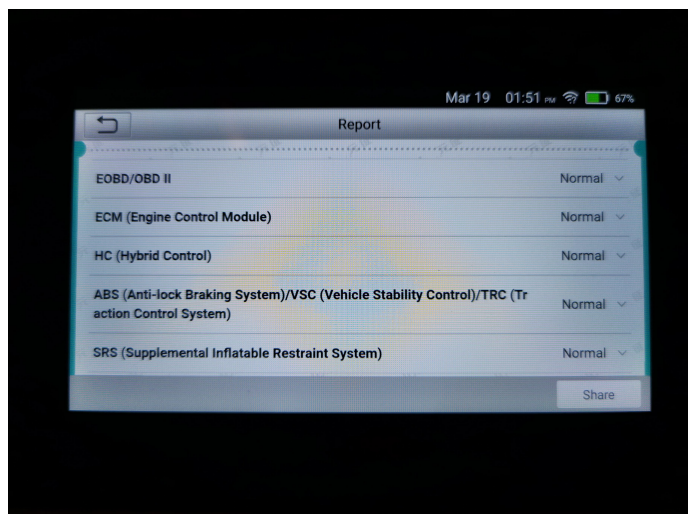 Mar 19 01:51 PM 67%
Report
EOBD/OBD II Normal
ECM (Engine Control Module) Normal
HC (Hybrid Control) Normal
ABS (Anti-lock Braking System)/VSC (Vehicle Stability Control)/TRC (Tr
action Control System) Normal
SRS (Supplemental Inflatable Restraint System) Normal
Share